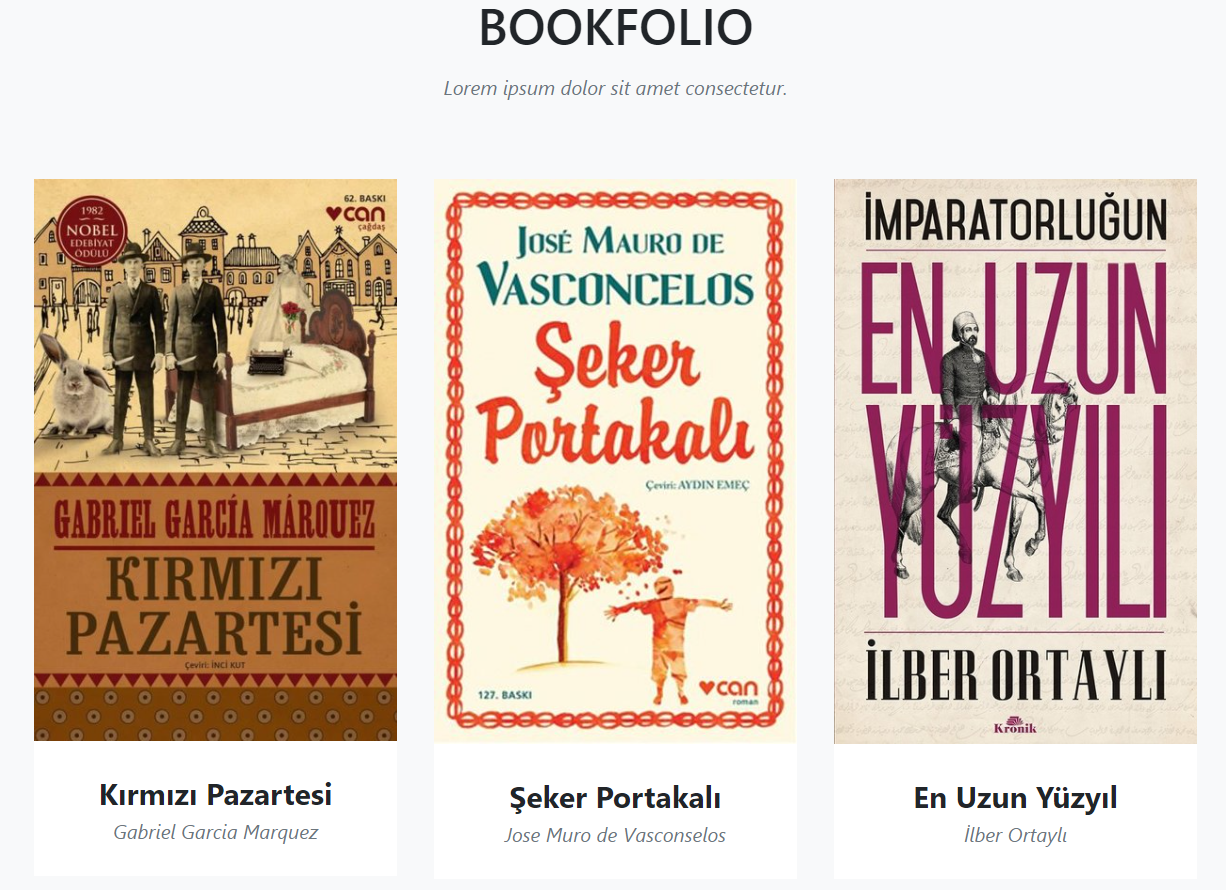 BOOKFOLIO
Lorem ipsum dolor sit amet consectetur.
1982
NOBEL
EDEBİYAT
ÖDÜLÜ
62. BASKI
can
çağdaş
GABRIEL GARCÍA MÁRQUEZ
KIRMIZI
PAZARTESİ
Çeviri: İNCİ KUT
Kırmızı Pazartesi
Gabriel Garcia Marquez
JOSÉ MAURO DE
VASCONCELOS
Şeker
Portakalı
Çeviri: AYDIN EMEÇ
127. BASKI
can
roman
Şeker Portakalı
Jose Muro de Vasconselos
İMPARATORLUĞUN
EN UZUN
YÜZYILI
İLBER ORTAYLI
Kronik
En Uzun Yüzyıl
İlber Ortaylı